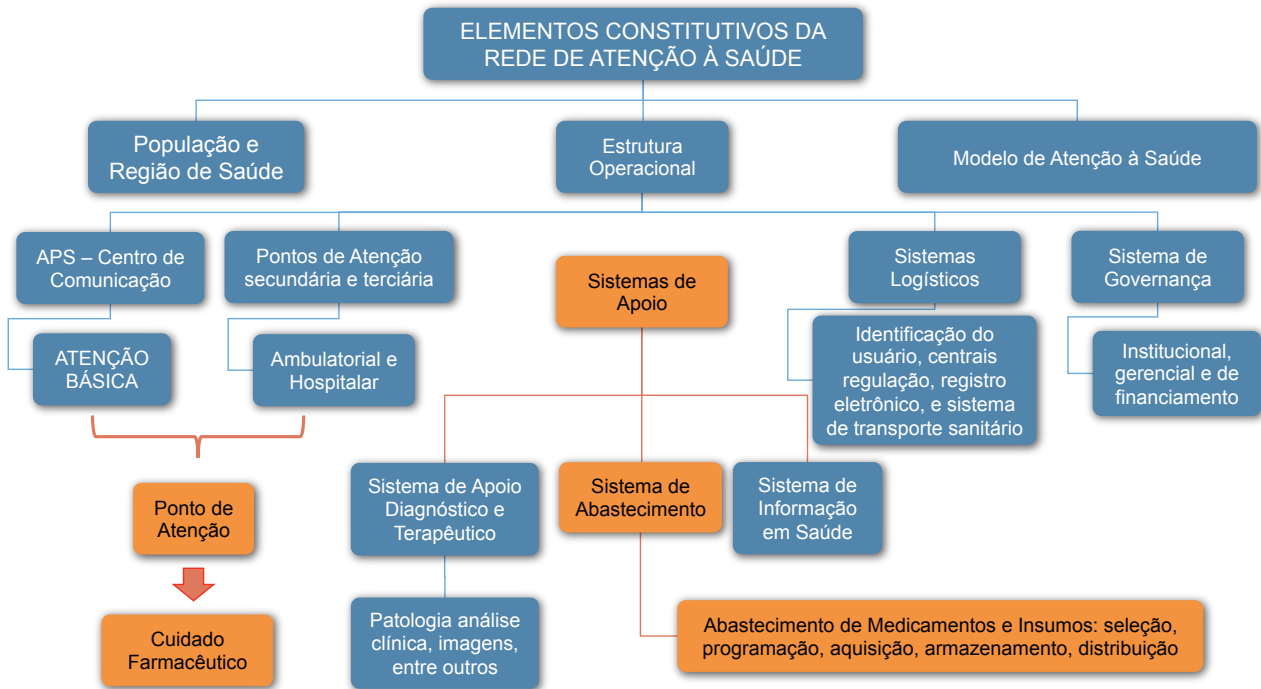 ELEMENTOS CONSTITUTIVOS DA
REDE DE ATENÇÃO À SAÚDE
População e
Região de Saúde
Estrutura
Operacional
Modelo de Atenção à Saúde
APS – Centro de
Comunicação
Pontos de Atenção
secundária e terciária
Sistemas de
Apoio
Sistemas
Logísticos
Sistema de
Governança
ATENÇÃO
BÁSICA
Ambulatorial e
Hospitalar
Identificação do
usuário, centrais
regulação, registro
eletrônico, e sistema
de transporte sanitário
Institucional,
gerencial e de
financiamento
Ponto de
Atenção
Sistema de Apoio
Diagnóstico e
Terapêutico
Sistema de
Abastecimento
Sistema de
Informação
em Saúde
Cuidado
Farmacêutico
Patologia análise
clínica, imagens,
entre outros
Abastecimento de Medicamentos e Insumos: seleção,
programação, aquisição, armazenamento, distribuição